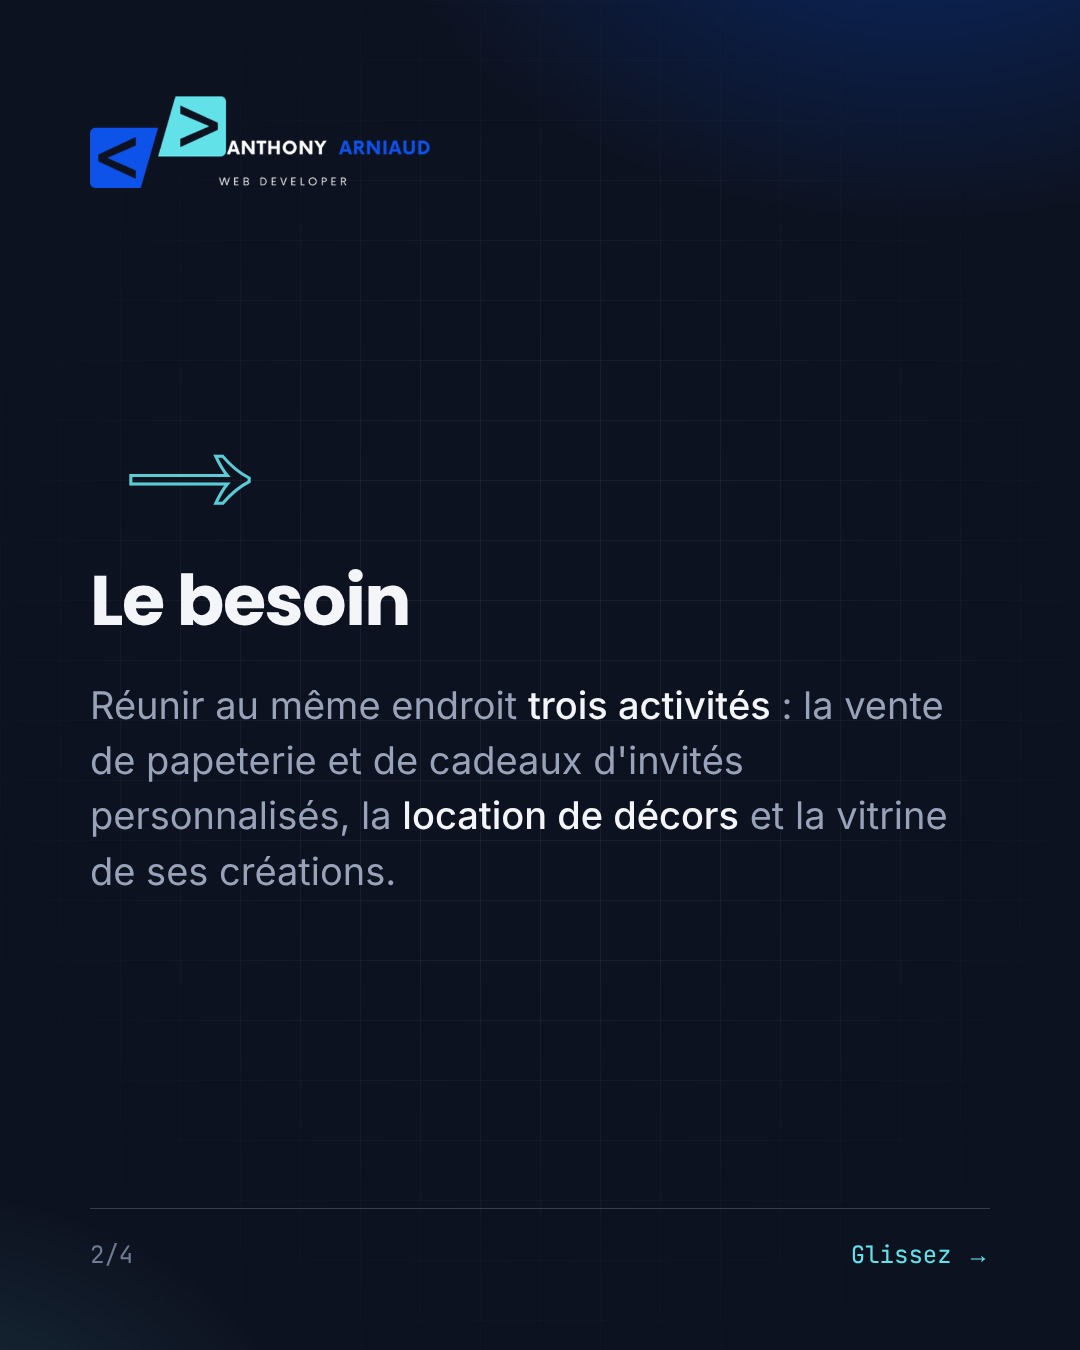 < >
ANTHONY ARNIAUD
WEB DEVELOPER
Le besoin
Réunir au même endroit trois activités : la vente
de papeterie et de cadeaux d'invités
personnalisés, la location de décors et la vitrine
de ses créations.
2/4
Glissez →